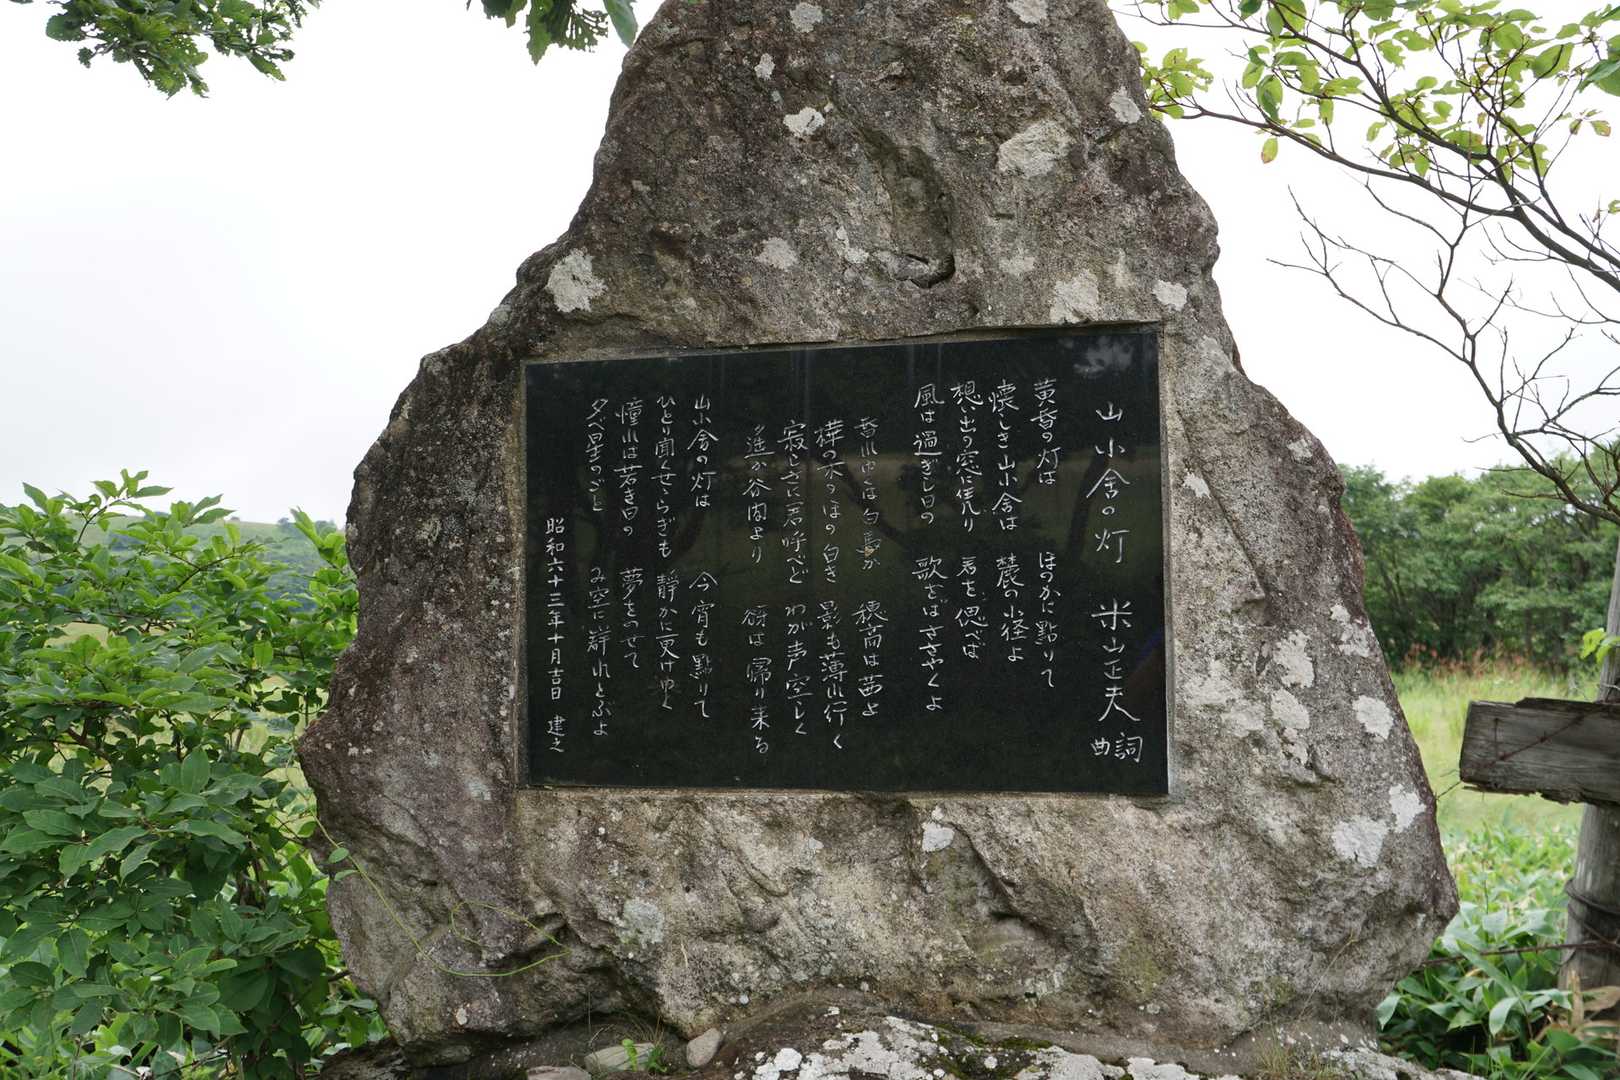 山小舎の灯 米山正夫 詞曲
黄昏の灯は ほのかに點りて
懐しき山小舎は 麓の小径よ
想い出の窓に凭り 君を偲べば
風は過ぎし日の 歌をばささやくよ
昏れゆくは白馬か 穂高は茜よ
樺の木のほの白き 影も薄れ行く
寂しさに君呼べど わが声空しく
遥か谷間より 谺は帰り来る
山小舎の灯は 今宵も點りて
ひとり聞くせゝらぎも 静かに更けゆく
憧れは若き日の 夢をのせて
夕べ星のごと み空に群れとぶよ
昭和六十三年十月吉日 建之